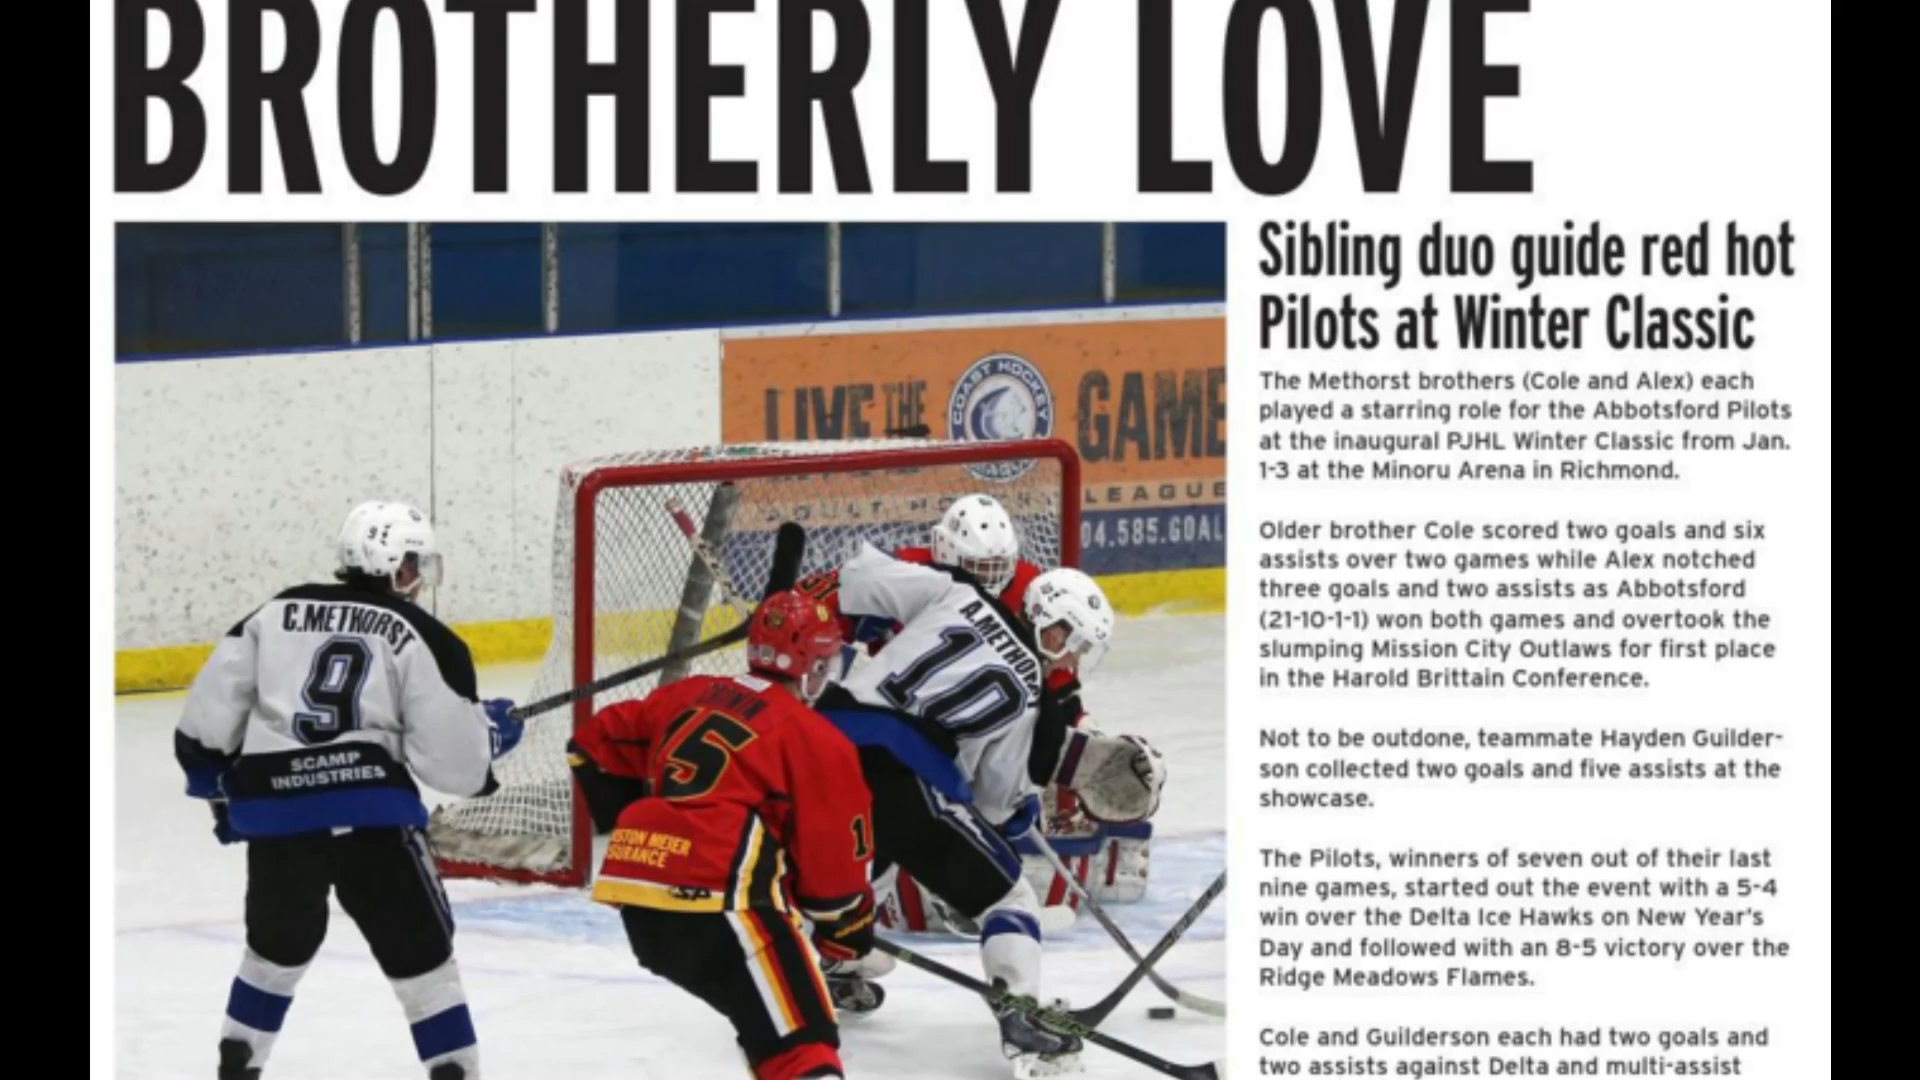 BROTHERLY LOVE
Sibling duo guide red hot
Pilots at Winter Classic
The Methorst brothers (Cole and Alex) each
played a starring role for the Abbotsford Pilots
at the inaugural PJHL Winter Classic from Jan.
1-3 at the Minoru Arena in Richmond.
Older brother Cole scored two goals and six
assists over two games while Alex notched
three goals and two assists as Abbotsford
(21-10-1-1) won both games and overtook the
slumping Mission City Outlaws for first place
in the Harold Brittain Conference.
Not to be outdone, teammate Hayden Guilder-
son collected two goals and five assists at the
showcase.
The Pilots, winners of seven out of their last
nine games, started out the event with a 5-4
win over the Delta Ice Hawks on New Year's
Day and followed with an 8-5 victory over the
Ridge Meadows Flames.
Cole and Guilderson each had two goals and
two assists against Delta and multi-assist
LIVE THE GAME
COAST HOCKEY
LEAGUE
04.585.GOAL
9
C.METHORST
9
SCAMP
INDUSTRIES
15
1
A.METHORST
10